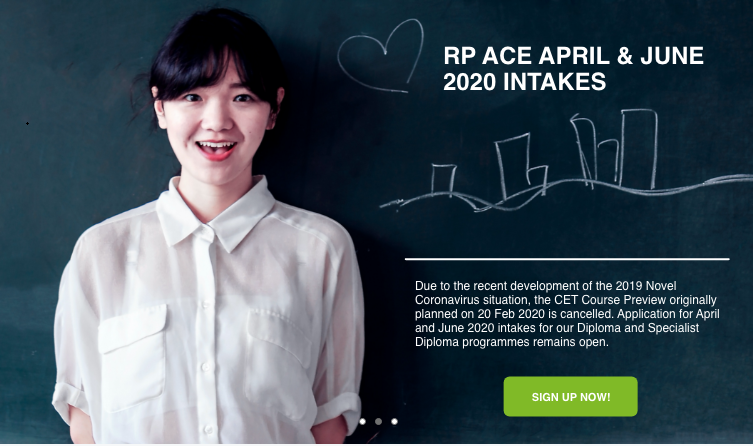 RP ACE APRIL & JUNE
2020 INTAKES
Due to the recent development of the 2019 Novel
Coronavirus situation, the CET Course Preview originally
planned on 20 Feb 2020 is cancelled. Application for April
and June 2020 intakes for our Diploma and Specialist
Diploma programmes remains open.
SIGN UP NOW!